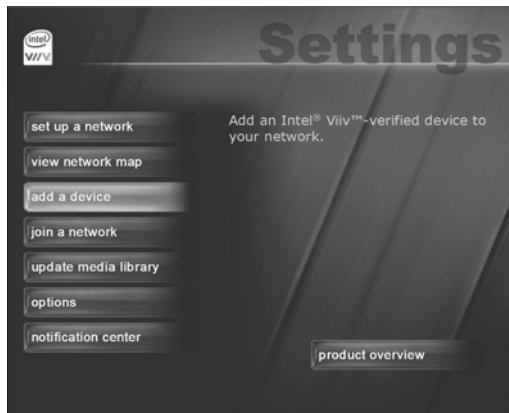 intel
VIIV
Settings
set up a network
Add an Intel® Viiv™-verified device to
your network.
view network map
add a device
join a network
update media library
options
notification center
product overview